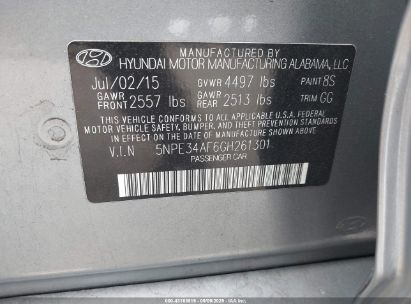 MANUFACTURED BY
HYUNDAI MOTOR MANUFACTURING ALABAMA, LLC
Jul/02/15 GVWR 4497 lbs PAINT 8S
GAWR FRONT 2557 lbs GAWR REAR 2513 lbs TRIM GG
THIS VEHICLE CONFORMS TO ALL APPLICABLE U.S.A. FEDERAL
MOTOR VEHICLE SAFETY, BUMPER, AND THEFT PREVENTION
STANDARDS IN EFFECT ON THE DATE OF MANUFACTURE SHOWN ABOVE.
V.I.N 5NPE34AF6GH261301
PASSENGER CAR